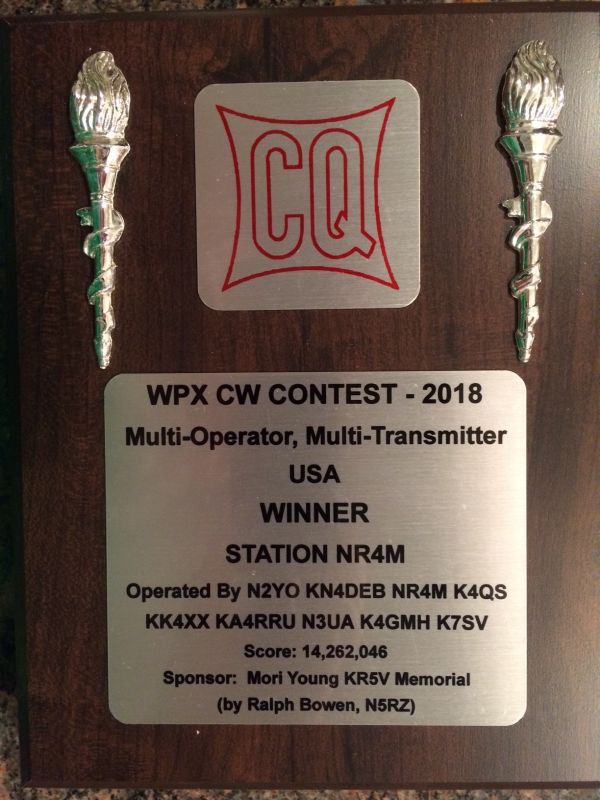 CQ
WPX CW CONTEST - 2018
Multi-Operator, Multi-Transmitter
USA
WINNER
STATION NR4M
Operated By N2YO KN4DEB NR4M K4QS
KK4XX KA4RRU N3UA K4GMH K7SV
Score: 14,262,046
Sponsor: Mori Young KR5V Memorial
(by Ralph Bowen, N5RZ)